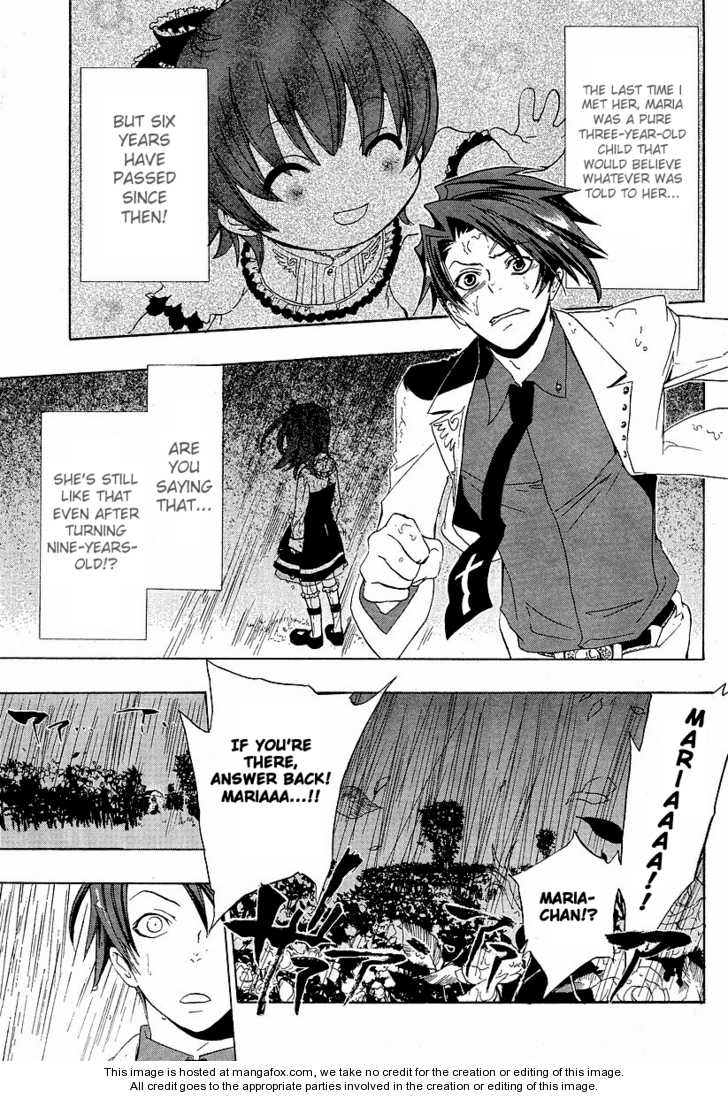 THE LAST TIME I
MET HER, MARIA
WAS A PURE
THREE-YEAR-OLD
CHILD THAT
WOULD BELIEVE
WHATEVER WAS
TOLD TO HER...
BUT SIX
YEARS
HAVE
PASSED
SINCE
THEN!
ARE
YOU
SAYING
THAT...
SHE'S STILL
LIKE THAT
EVEN AFTER
TURNING
NINE-YEARS-
OLD!?
MARIAAAA!!
MARIA-
CHAN!?
IF YOU'RE
THERE,
ANSWER BACK!
MARIAAA...!!
This image is hosted at mangafox.com, we take no credit for the creation or editing of this image.
All credit goes to the appropriate parties involved in the creation or editing of this image.